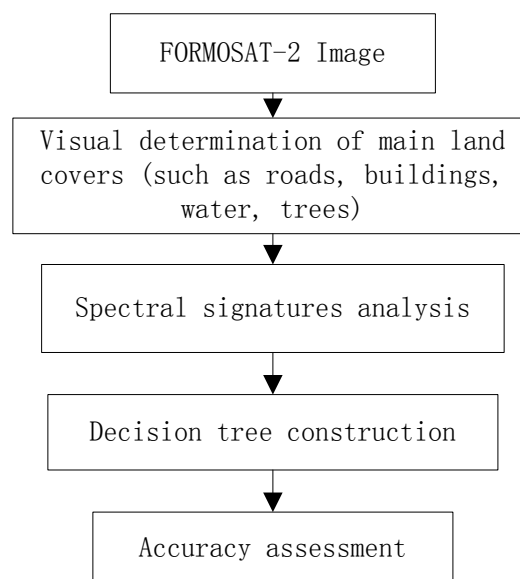 FORMOSAT-2 Image
Visual determination of main land
covers (such as roads, buildings,
water, trees)
Spectral signatures analysis
Decision tree construction
Accuracy assessment